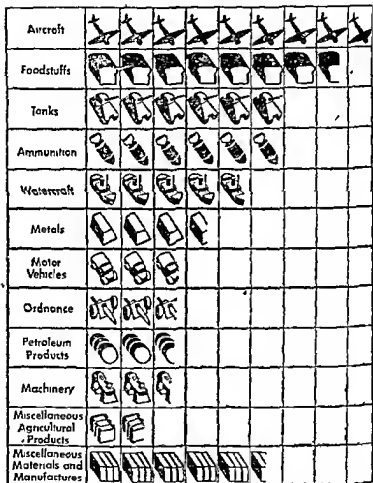 Aircraft
Foodstuffs
Tanks
Ammunition
Watercraft
Metals
Motor
Vehicles
Ordnance
Petroleum
Products
Machinery
Miscellaneous
Agricultural
Products
Miscellaneous
Materials and
Manufactures